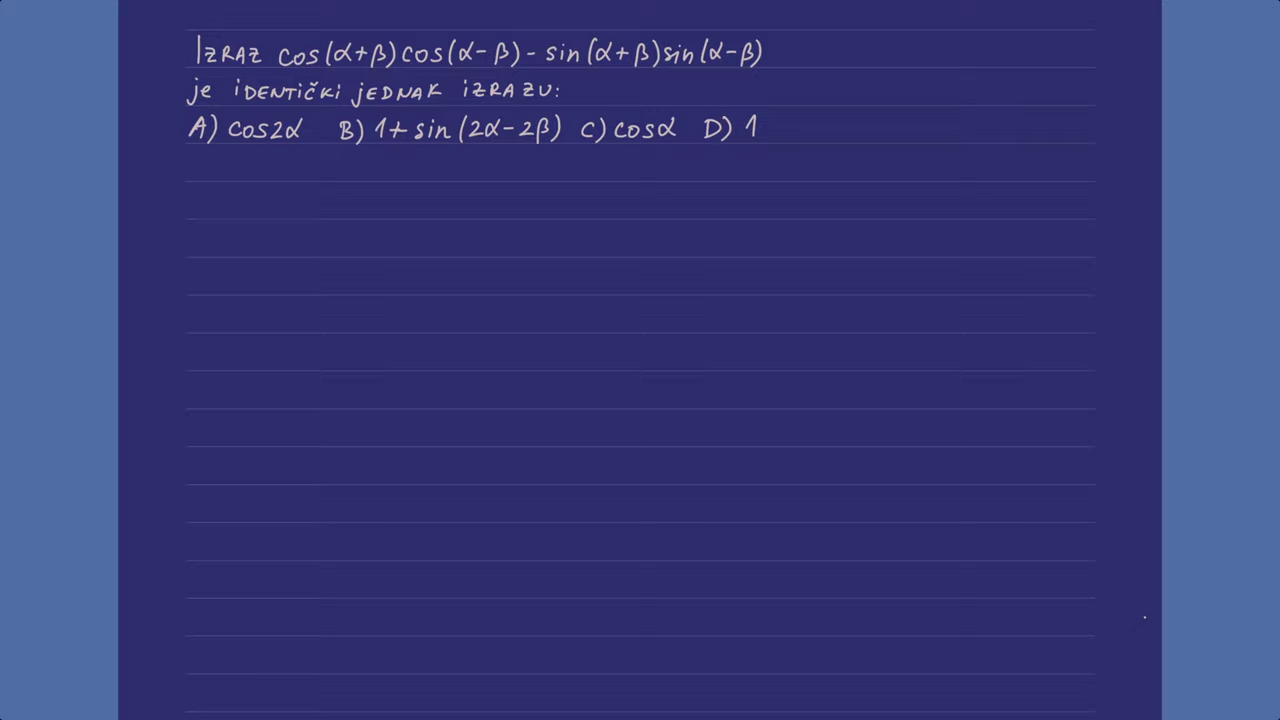 IZRAZ cos(α+β)cos(α-β) - sin(α+β)sin(α-β)
je IDENTIČKI JEDNAK IZRAZU:
A) cos2α B) 1+ sin (2α-2β) C) cosα D) 1